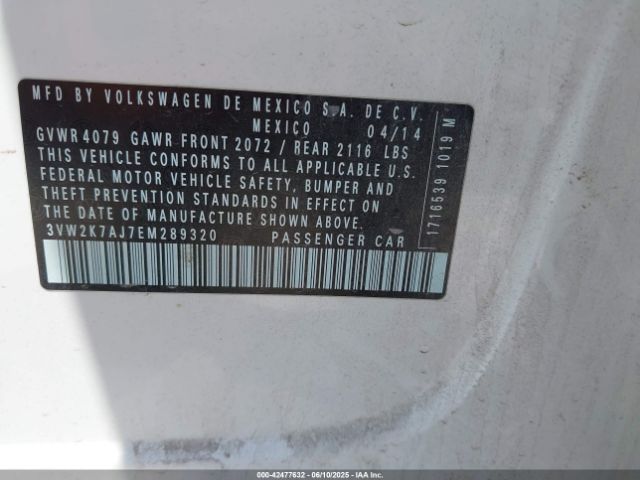 MFD BY VOLKSWAGEN DE MEXICO S.A. DE C.V.
MEXICO 04/14
GVWR 4079 GAWR FRONT 2072 / REAR 2116 LBS
THIS VEHICLE CONFORMS TO ALL APPLICABLE U.S.
FEDERAL MOTOR VEHICLE SAFETY, BUMPER AND
THEFT PREVENTION STANDARDS IN EFFECT ON
THE DATE OF MANUFACTURE SHOWN ABOVE.
3VW2K7AJ7EM289320 PASSENGER CAR
1716539 1019 M
000-42477632 - 06/10/2025 - IAA Inc.